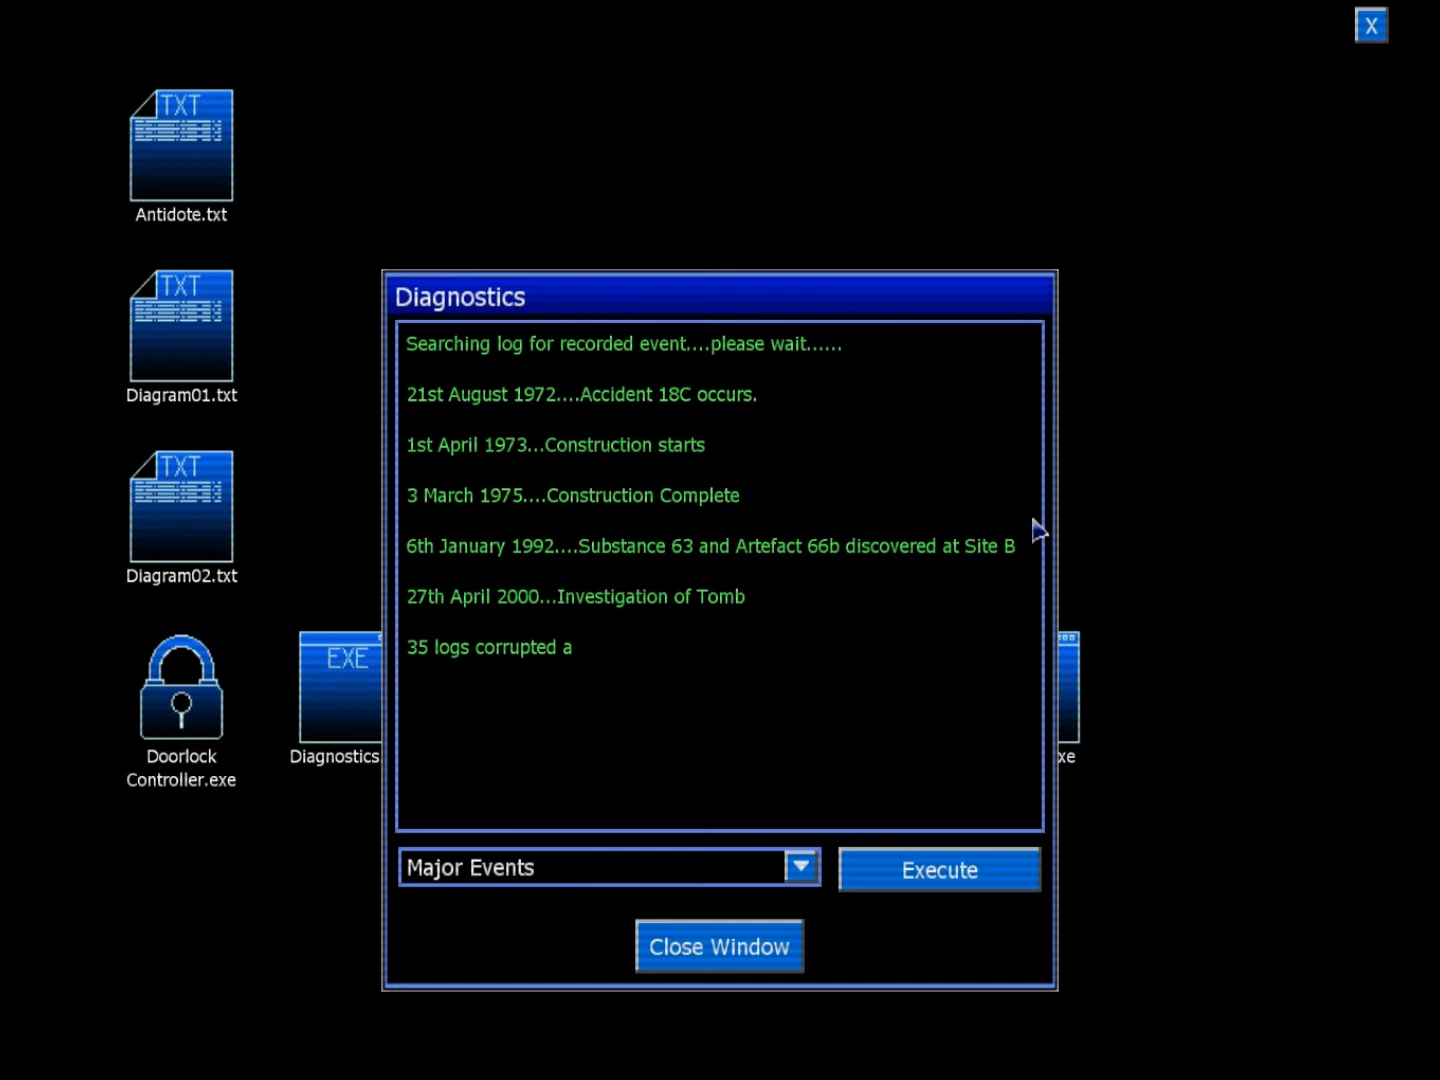 X
TXT
Antidote.txt
TXT
Diagram01.txt
TXT
Diagram02.txt
Doorlock
Controller.exe
EXE
Diagnostics
xe
Diagnostics
Searching log for recorded event....please wait......
21st August 1972....Accident 18C occurs.
1st April 1973...Construction starts
3 March 1975....Construction Complete
6th January 1992....Substance 63 and Artefact 66b discovered at Site B
27th April 2000...Investigation of Tomb
35 logs corrupted a
Major Events
Execute
Close Window